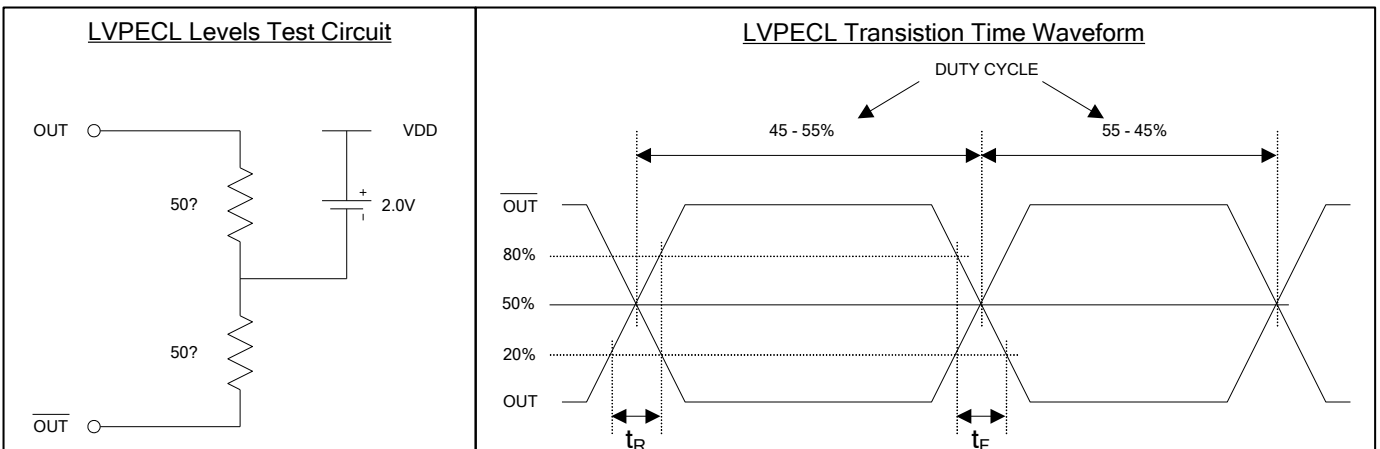 LVPECL Levels Test Circuit
OUT
VDD
50?
+
2.0V
50?
OUT
LVPECL Transistion Time Waveform
DUTY CYCLE
45 - 55%
55 - 45%
OUT
80%
50%
20%
OUT
tR
tF